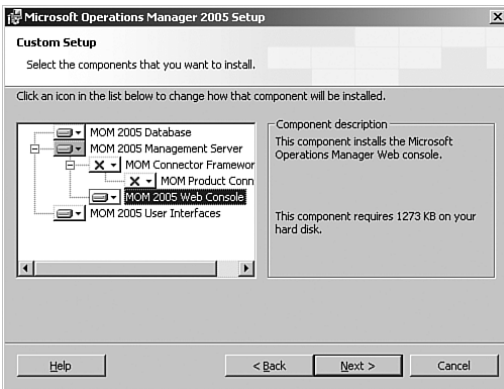 Microsoft Operations Manager 2005 Setup
Custom Setup
Select the components that you want to install.
Click an icon in the list below to change how that component will be installed.
MOM 2005 Database
MOM 2005 Management Server
MOM Connector Framewor
MOM Product Conn
MOM 2005 Web Console
MOM 2005 User Interfaces
Component description
This component installs the Microsoft
Operations Manager Web console.
This component requires 1273 KB on your
hard disk.
Help
< Back
Next >
Cancel